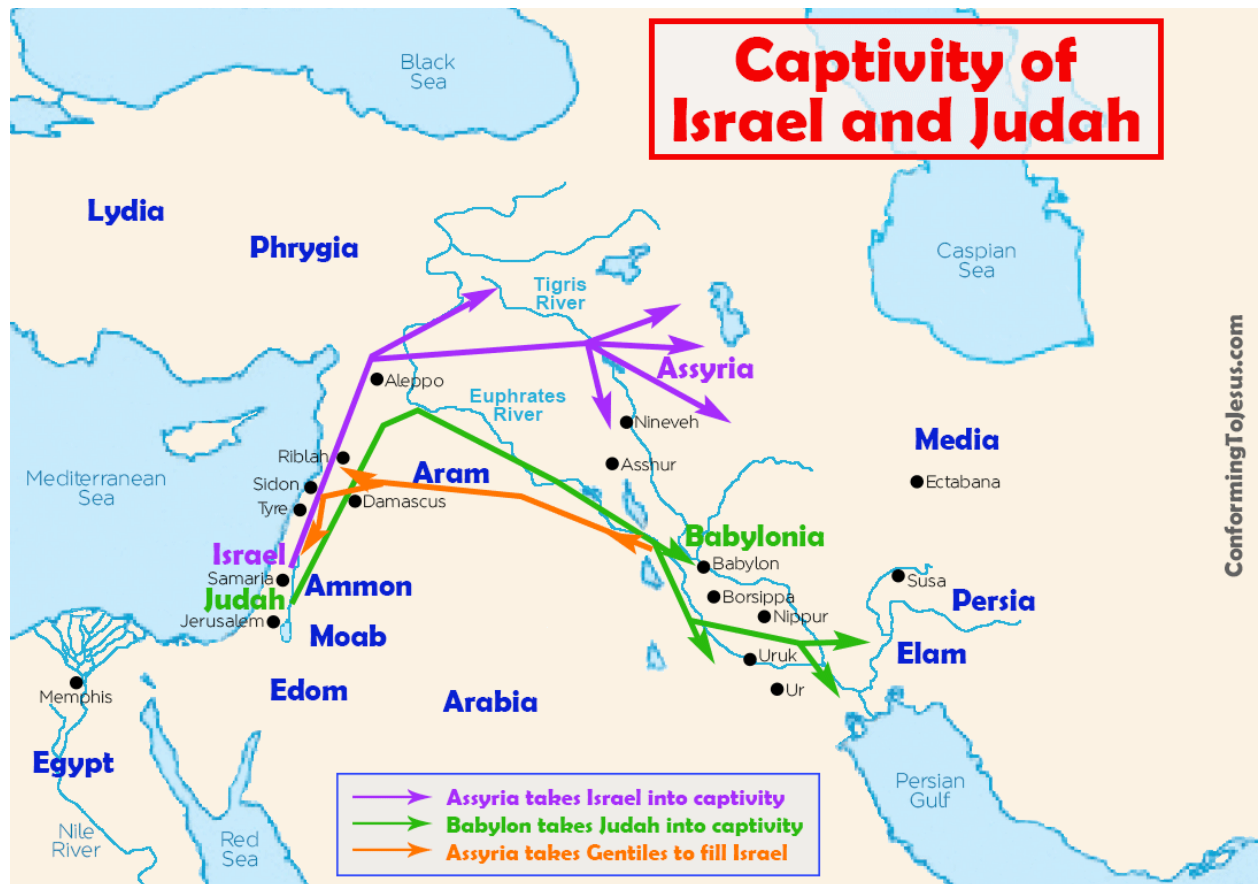 Captivity of
Israel and Judah
Black
Sea
Lydia
Phrygia
Caspian
Sea
Tigris
River
Assyria
Aleppo
Euphrates
River
Nineveh
Media
Mediterranean
Sea
Riblah
Aram
Asshur
Ectabana
Sidon
Damascus
Tyre
Israel
Babylonia
Samaria
Ammon
Babylon
Susa
Judah
Borsippa
Persia
Jerusalem
Moab
Nippur
Elam
Uruk
Memphis
Edom
Arabia
Ur
Egypt
Persian
Gulf
Nile
River
Red
Sea
Assyria takes Israel into captivity
Babylon takes Judah into captivity
Assyria takes Gentiles to fill Israel
ConformingToJesus.com